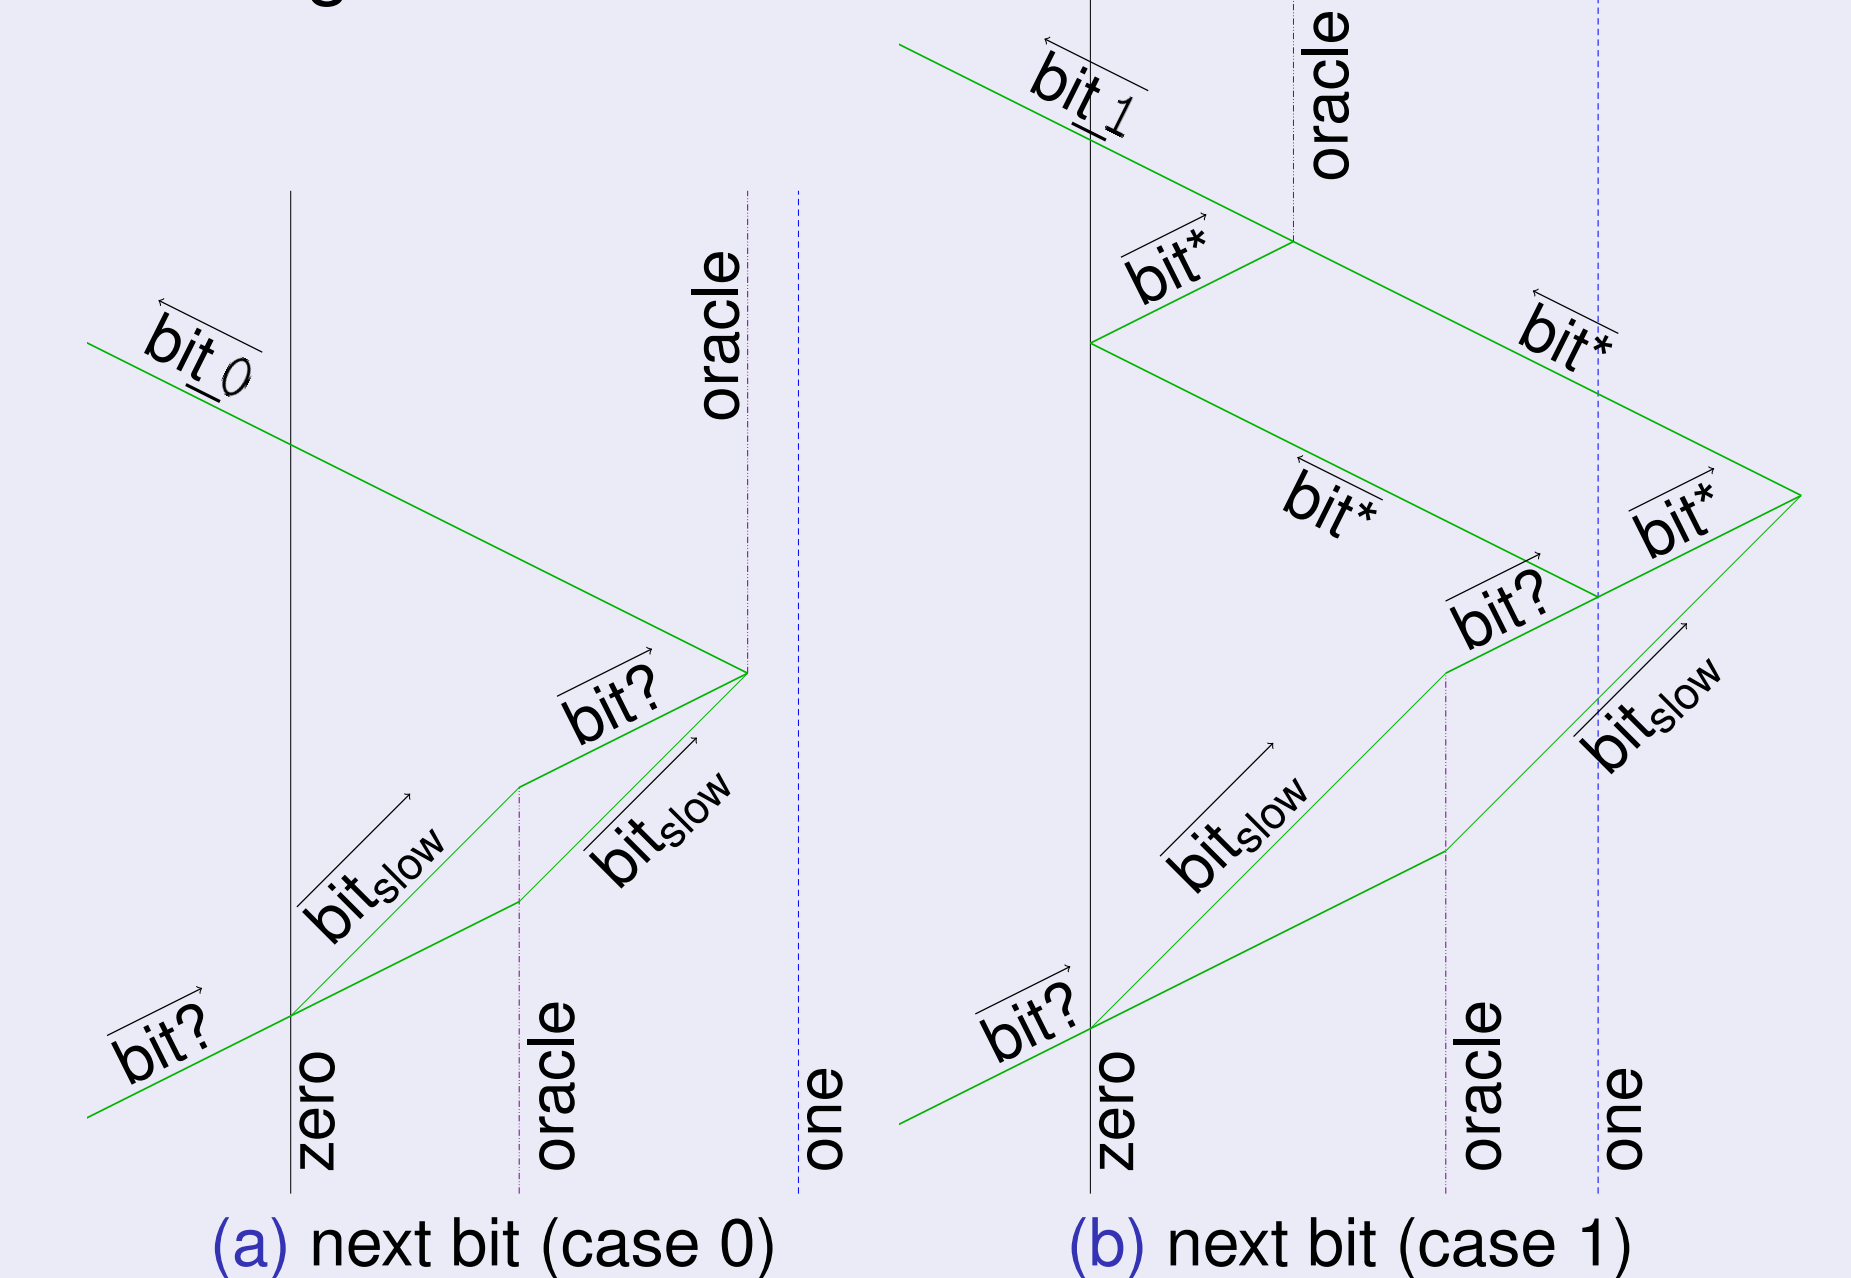 bit_0
oracle
bit?
bit_slow
bit_slow
bit?
zero
oracle
one
(a) next bit (case 0)
bit_1
oracle
bit*
bit*
bit*
bit*
bit?
bit_slow
bit_slow
bit?
zero
oracle
one
(b) next bit (case 1)